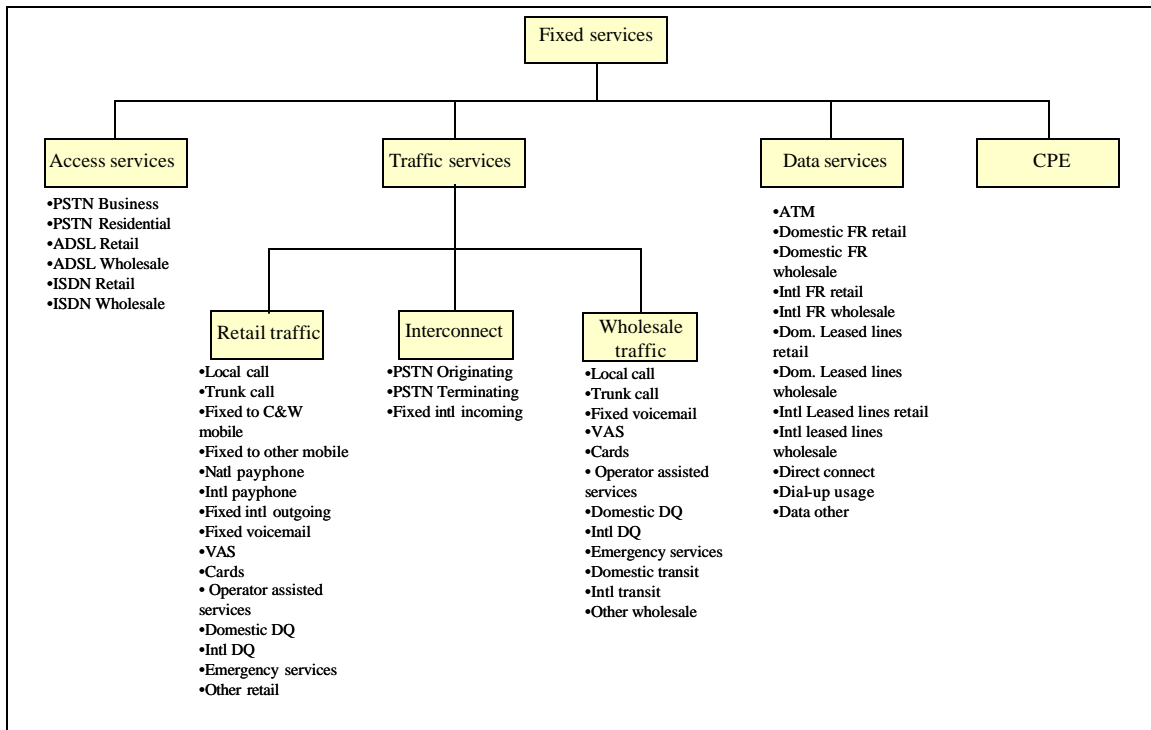 Fixed services
Access services
Traffic services
Data services
CPE
•PSTN Business
•PSTN Residential
•ADSL Retail
•ADSL Wholesale
•ISDN Retail
•ISDN Wholesale
Retail traffic
•Local call
•Trunk call
•Fixed to C&W
mobile
•Fixed to other mobile
•Natl payphone
•Intl payphone
•Fixed intl outgoing
•Fixed voicemail
•VAS
•Cards
• Operator assisted
services
•Domestic DQ
•Intl DQ
•Emergency services
•Other retail
Interconnect
•PSTN Originating
•PSTN Terminating
•Fixed intl incoming
Wholesale
traffic
•Local call
•Trunk call
•Fixed voicemail
•VAS
•Cards
• Operator assisted
services
•Domestic DQ
•Intl DQ
•Emergency services
•Domestic transit
•Intl transit
•Other wholesale
•ATM
•Domestic FR retail
•Domestic FR
wholesale
•Intl FR retail
•Intl FR wholesale
•Dom. Leased lines
retail
•Dom. Leased lines
wholesale
•Intl Leased lines retail
•Intl leased lines
wholesale
•Direct connect
•Dial-up usage
•Data other